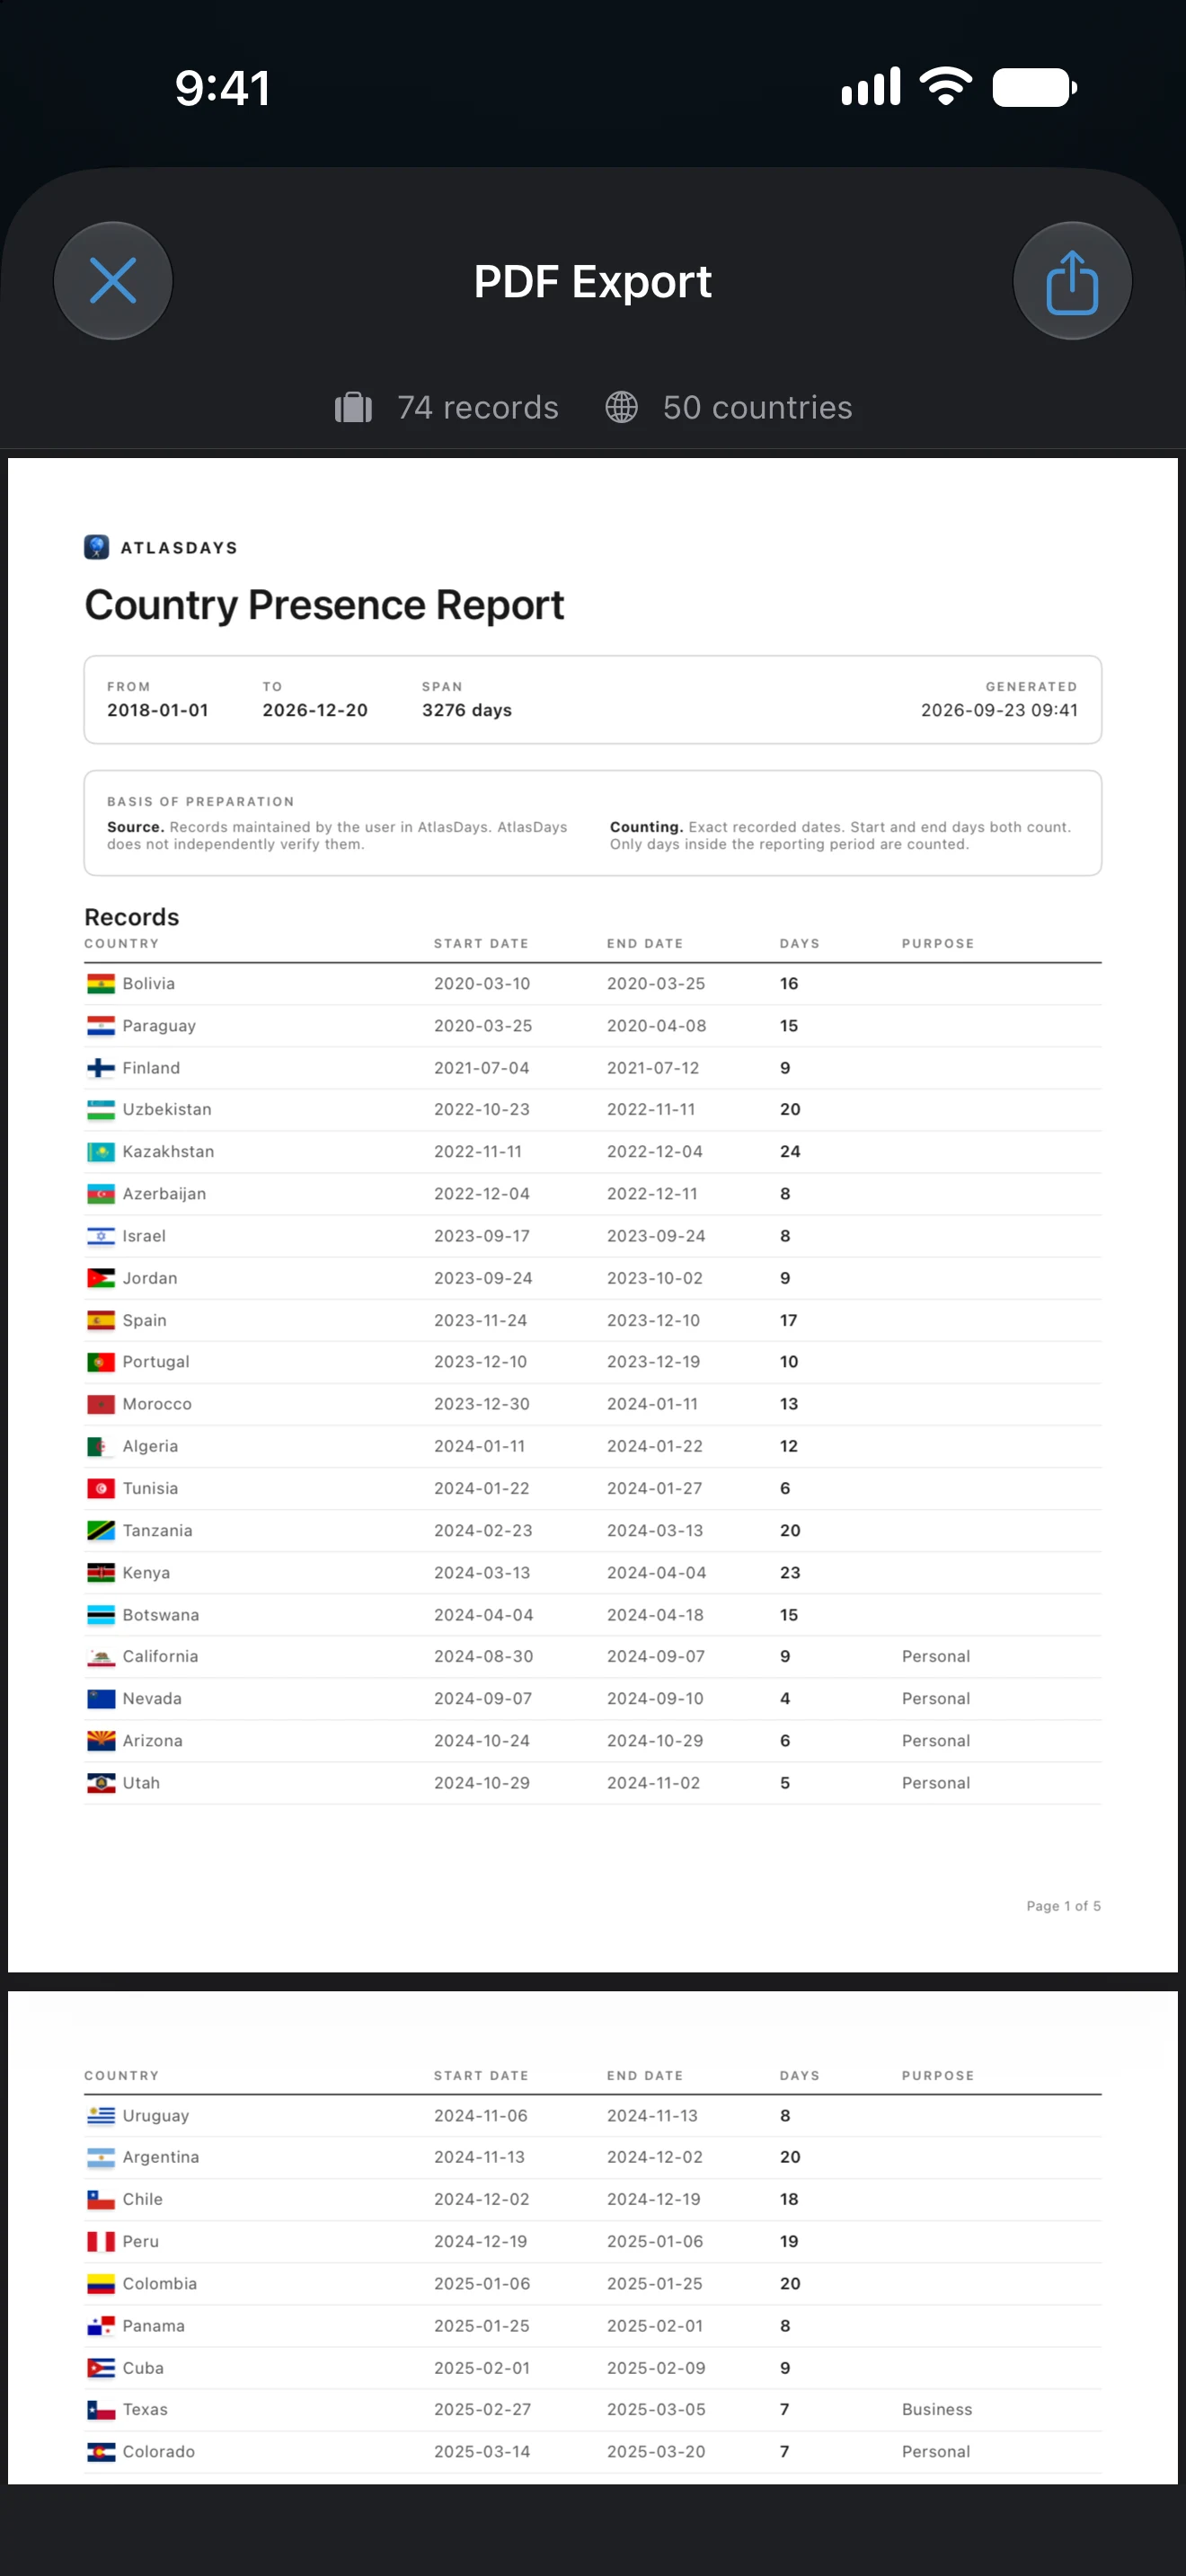 9:41
PDF Export
74 records 50 countries
ATLASDAYS
Country Presence Report
FROM TO SPAN GENERATED
2018-01-01 2026-12-20 3276 days 2026-09-23 09:41
BASIS OF PREPARATION
Source. Records maintained by the user in AtlasDays. AtlasDays
does not independently verify them.
Counting. Exact recorded dates. Start and end days both count.
Only days inside the reporting period are counted.
Records
COUNTRY START DATE END DATE DAYS PURPOSE
Bolivia 2020-03-10 2020-03-25 16
Paraguay 2020-03-25 2020-04-08 15
Finland 2021-07-04 2021-07-12 9
Uzbekistan 2022-10-23 2022-11-11 20
Kazakhstan 2022-11-11 2022-12-04 24
Azerbaijan 2022-12-04 2022-12-11 8
Israel 2023-09-17 2023-09-24 8
Jordan 2023-09-24 2023-10-02 9
Spain 2023-11-24 2023-12-10 17
Portugal 2023-12-10 2023-12-19 10
Morocco 2023-12-30 2024-01-11 13
Algeria 2024-01-11 2024-01-22 12
Tunisia 2024-01-22 2024-01-27 6
Tanzania 2024-02-23 2024-03-13 20
Kenya 2024-03-13 2024-04-04 23
Botswana 2024-04-04 2024-04-18 15
California 2024-08-30 2024-09-07 9 Personal
Nevada 2024-09-07 2024-09-10 4 Personal
Arizona 2024-10-24 2024-10-29 6 Personal
Utah 2024-10-29 2024-11-02 5 Personal
Page 1 of 5
COUNTRY START DATE END DATE DAYS PURPOSE
Uruguay 2024-11-06 2024-11-13 8
Argentina 2024-11-13 2024-12-02 20
Chile 2024-12-02 2024-12-19 18
Peru 2024-12-19 2025-01-06 19
Colombia 2025-01-06 2025-01-25 20
Panama 2025-01-25 2025-02-01 8
Cuba 2025-02-01 2025-02-09 9
Texas 2025-02-27 2025-03-05 7 Business
Colorado 2025-03-14 2025-03-20 7 Personal